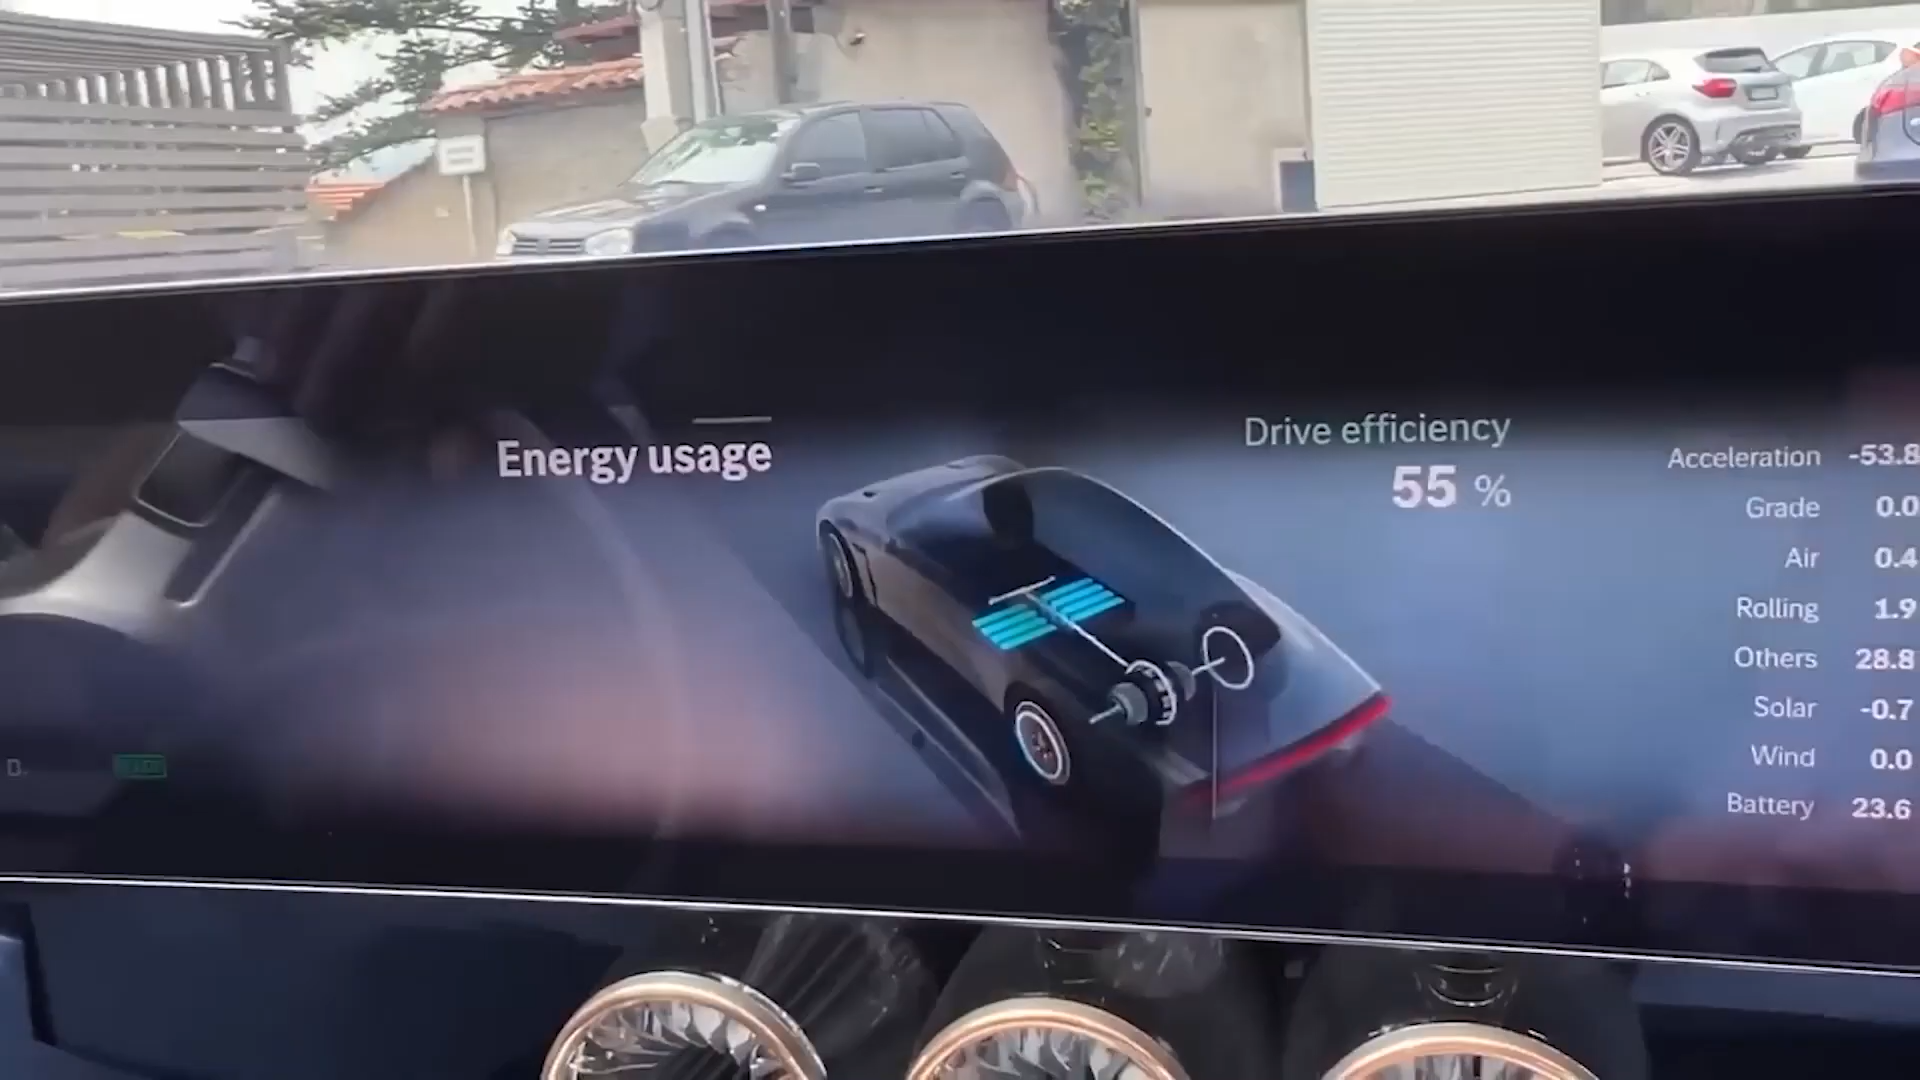 Energy usage
Drive efficiency
55 %
Acceleration -53.8
Grade 0.0
Air 0.4
Rolling 1.9
Others 28.8
Solar -0.7
Wind 0.0
Battery 23.6
D.